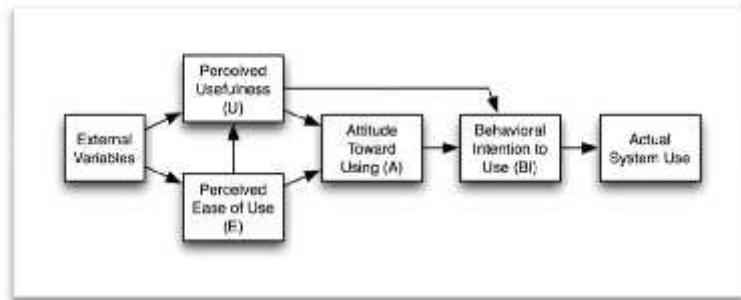 External
Variables
Perceived
Usefulness
(U)
Perceived
Ease of Use
(E)
Attitude
Toward
Using (A)
Behavioral
Intention to
Use (BI)
Actual
System Use